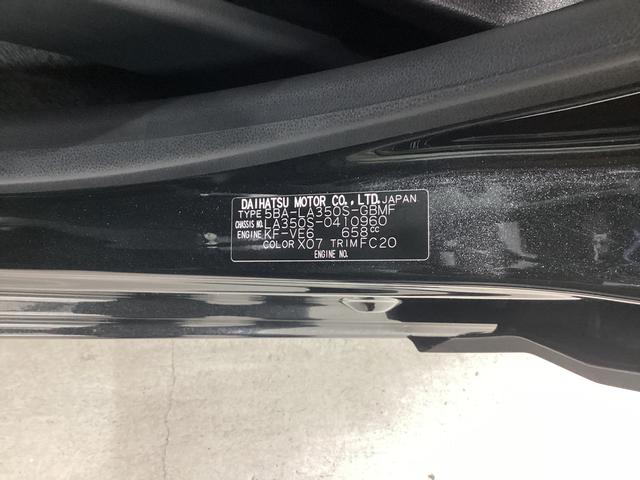 DAIHATSU MOTOR CO., LTD. JAPAN
TYPE 5BA-LA350S-GBMF
CHASSIS NO. LA350S-0410960
ENGINE KF-VE6 658cc
COLOR X07 TRIM FC20
ENGINE NO.